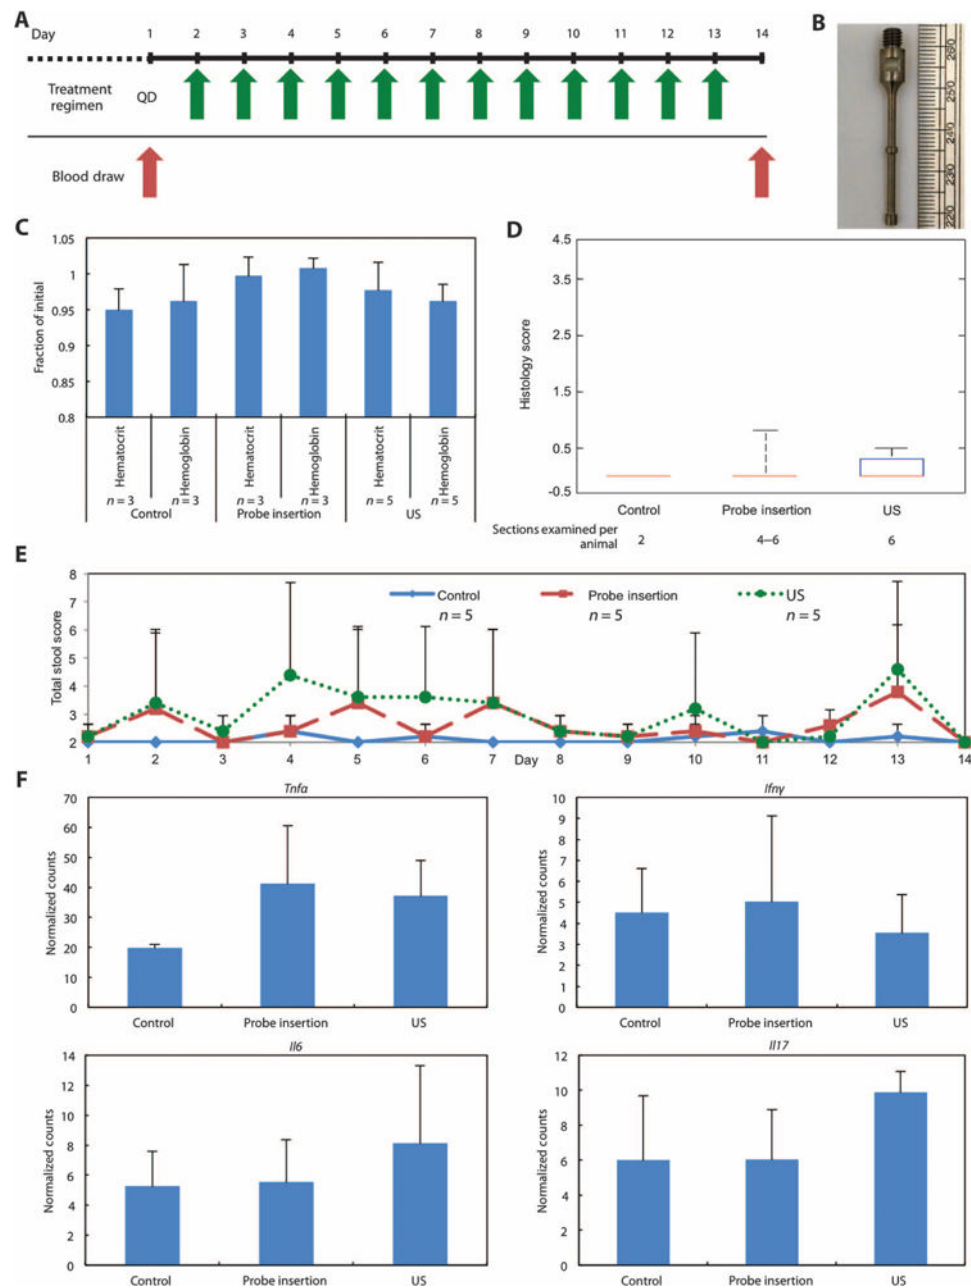 A
Day 1 2 3 4 5 6 7 8 9 10 11 12 13 14
Treatment
regimen
QD
Blood draw
B
260
250
240
230
220
C
1.05
1
0.95
0.9
0.85
0.8
Fraction of initial
Hematocrit Hemoglobin Hematocrit Hemoglobin Hematocrit Hemoglobin
n = 3 n = 3 n = 3 n = 3 n = 5 n = 5
Control Probe insertion US
D
4.5
3.5
2.5
1.5
0.5
-0.5
Histology score
Control Probe insertion US
Sections examined per
animal
2 4–6 6
E
8
7
6
5
4
3
2
Total stool score
Control Probe insertion US
n = 5 n = 5 n = 5
1 2 3 4 5 6 7 Day 8 9 10 11 12 13 14
F
Tnfα
70
60
50
40
30
20
10
0
Normalized counts
Control Probe insertion US
Ifnγ
10
9
8
7
6
5
4
3
2
1
0
Normalized counts
Control Probe insertion US
Il6
14
12
10
8
6
4
2
0
Normalized counts
Control Probe insertion US
Il17
12
10
8
6
4
2
0
Normalized counts
Control Probe insertion US